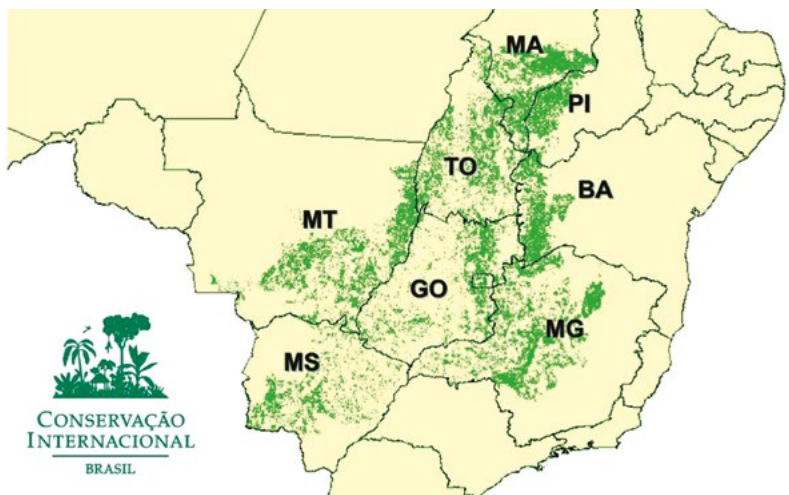 MA
PI
TO
BA
MT
GO
MG
MS
CONSERVAÇÃO
INTERNACIONAL
BRASIL